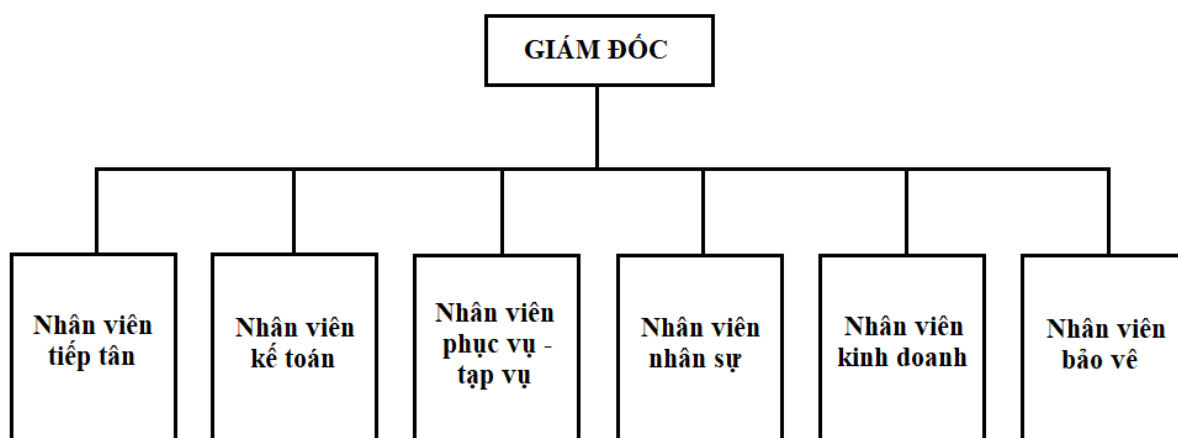 GIÁM ĐỐC
Nhân viên
tiếp tân
Nhân viên
kế toán
Nhân viên
phục vụ -
tạp vụ
Nhân viên
nhân sự
Nhân viên
kinh doanh
Nhân viên
bảo vê